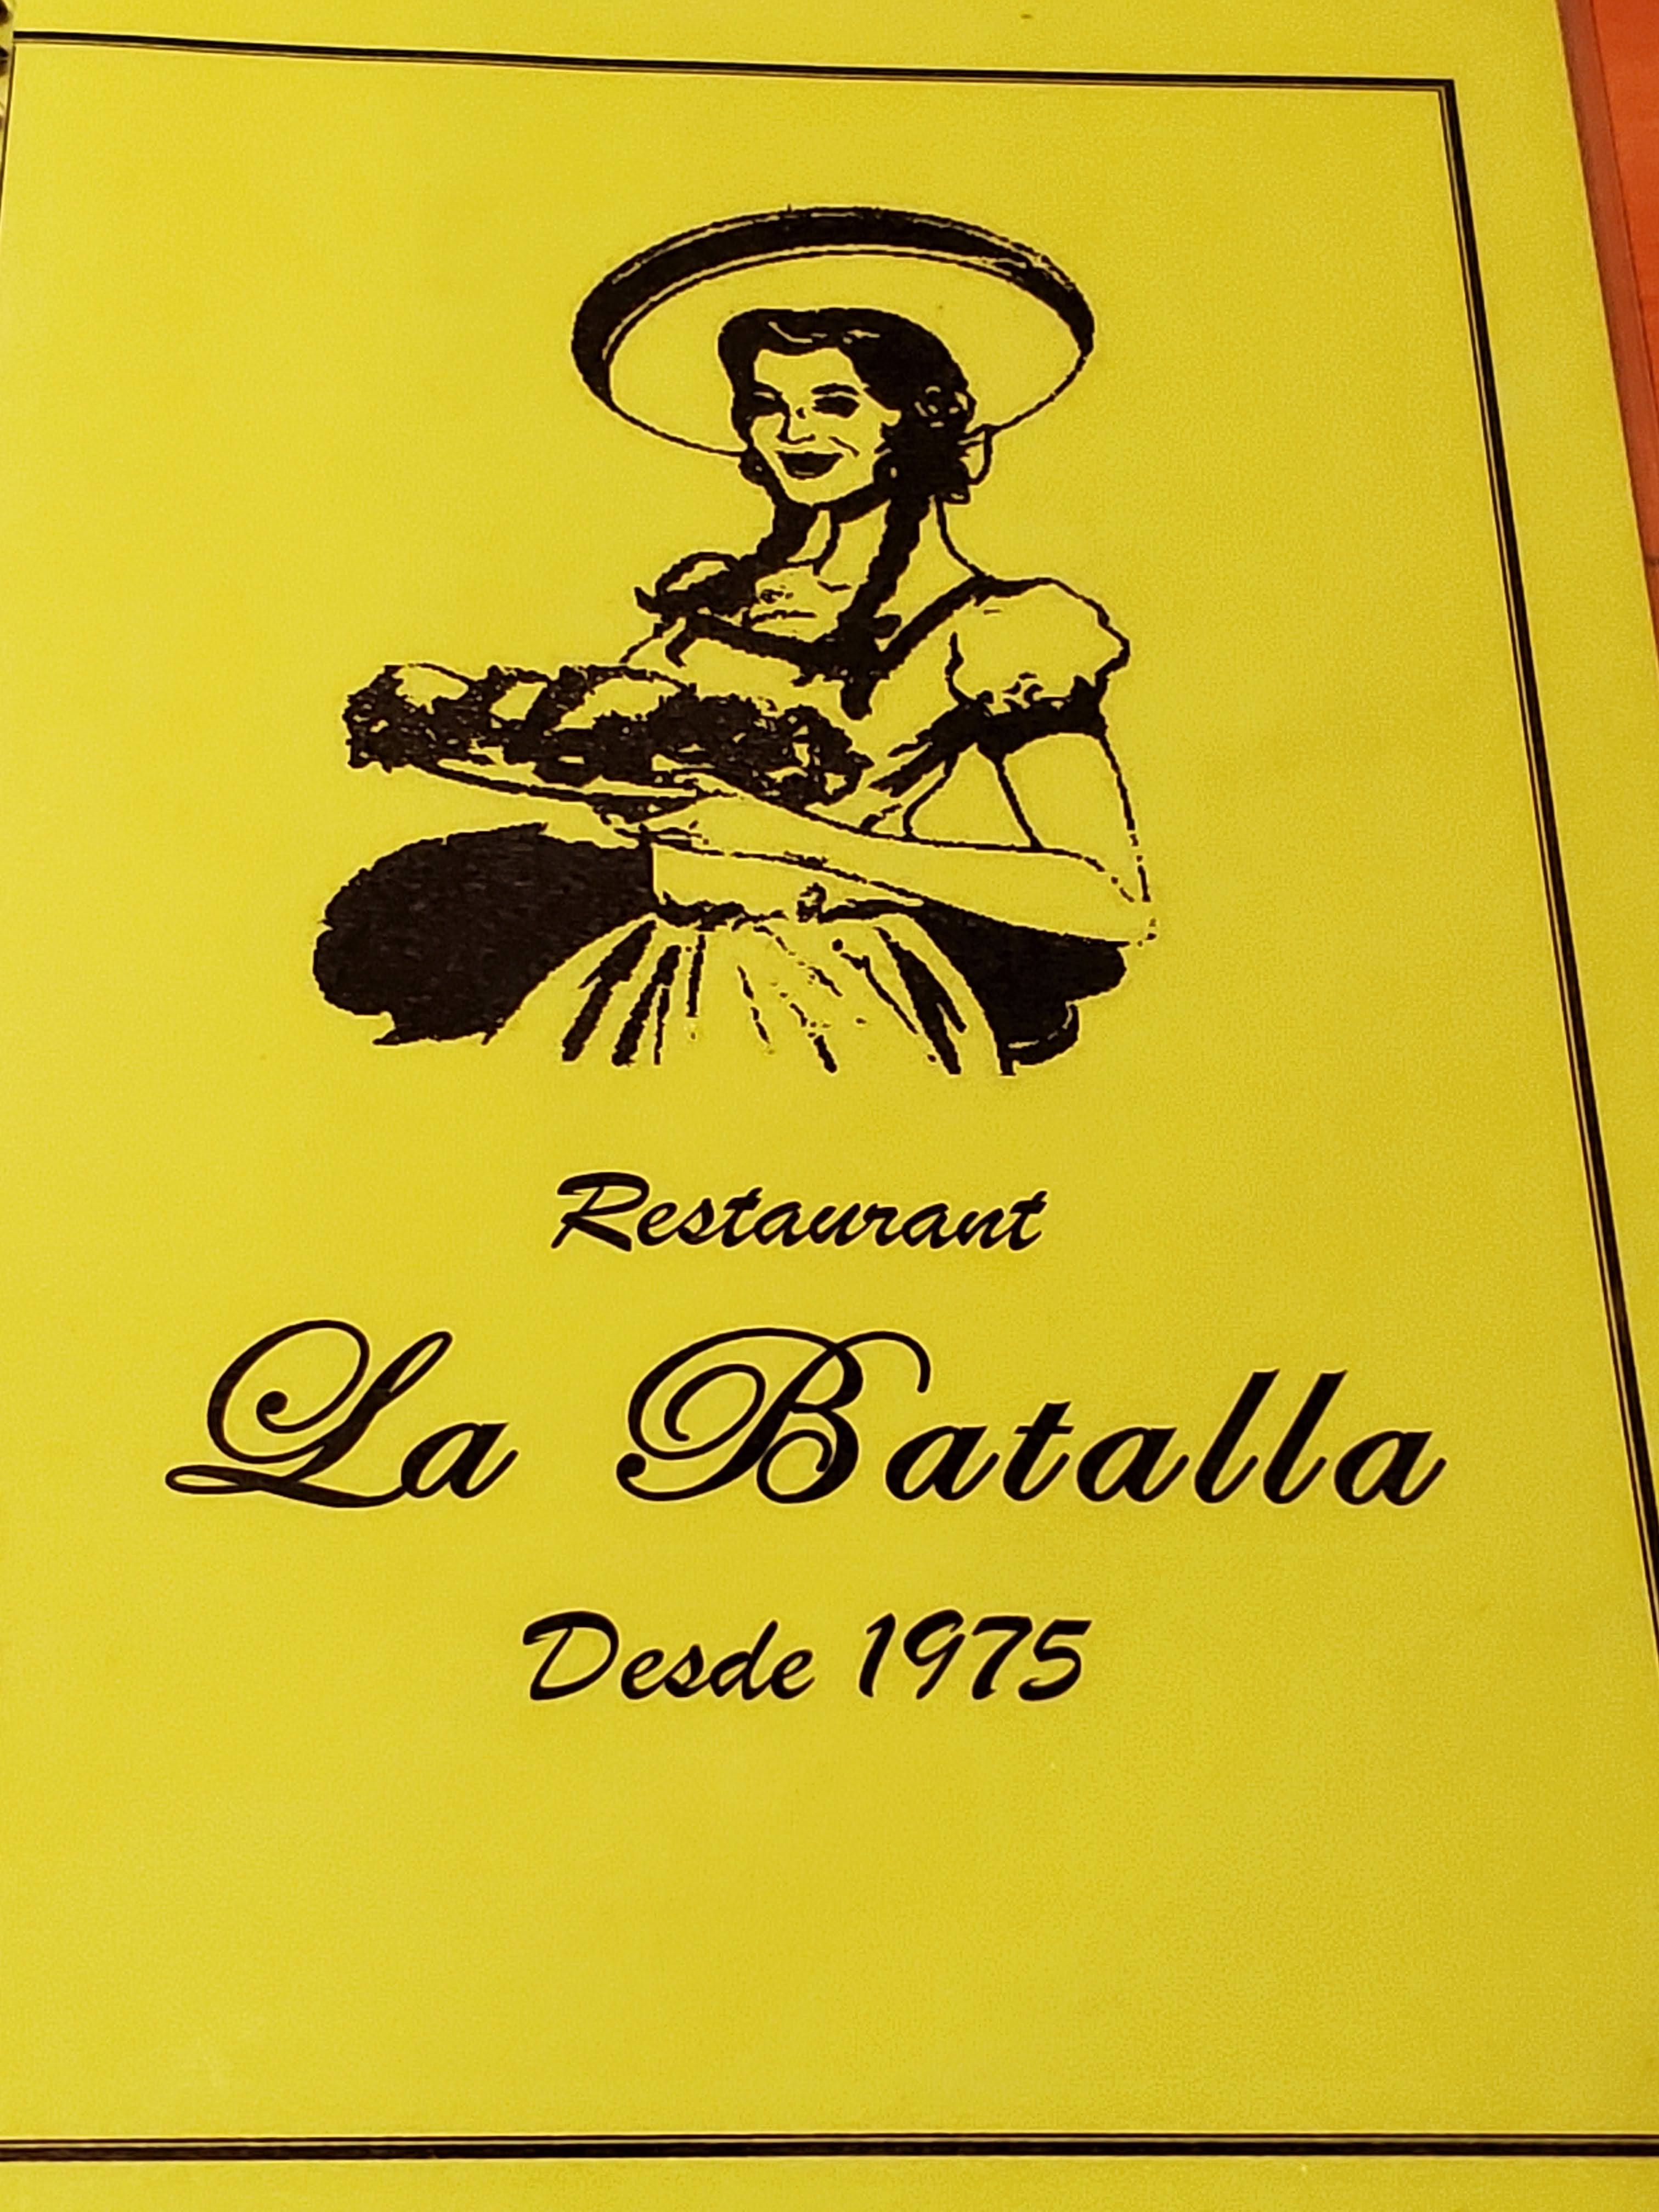 Restaurant
La Batalla
Desde 1975